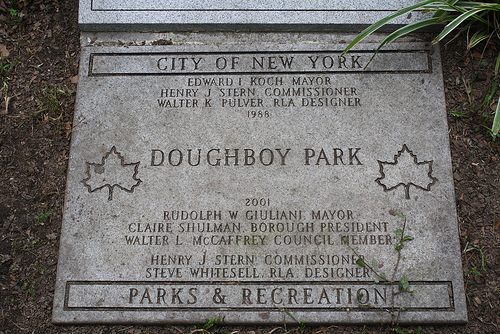 CITY OF NEW YORK
EDWARD I KOCH MAYOR
HENRY J STERN COMMISSIONER
WALTER K PULVER RLA DESIGNER
1988
DOUGHBOY PARK
2001
RUDOLPH W GIULIANI MAYOR
CLAIRE SHULMAN BOROUGH PRESIDENT
WALTER L MCCAFFREY COUNCIL MEMBER
HENRY J STERN COMMISSIONER
STEVE WHITESELL RLA DESIGNER
PARKS & RECREATION